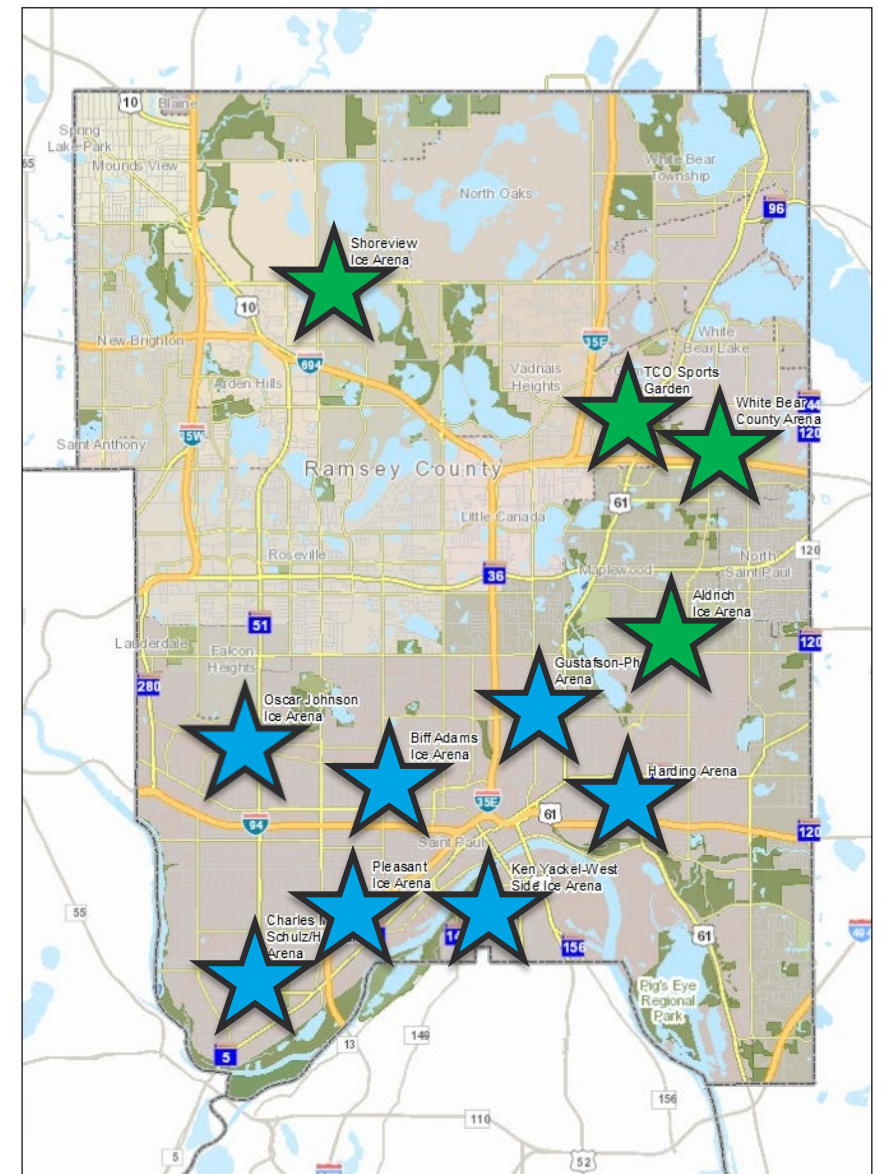 10
Blaine
Spring
Lake Park
Mounds View
65
North Oaks
White Bear
Township
96
Shoreview
Ice Arena
10
New Brighton
694
Arden Hills
35E
White
Bear Lake
Vadnais
Heights
TCO Sports
Garden
White Bear
County Arena
120
35W
Saint Anthony
Ramsey County
61
Little Canada
Roseville
36
Maplewood
North
Saint Paul
120
Aldrich
Ice Arena
51
Lauderdale
Falcon
Heights
120
280
Gustafson-Ph
Arena
Oscar Johnson
Ice Arena
Biff Adams
Ice Arena
Harding Arena
35E
94
61
120
Saint Paul
Pleasant
Ice Arena
Ken Yackel-West
Side Ice Arena
55
Charles
Schulz/H
Arena
156
61
494
Pig's Eye
Regional
Park
149
13
5
156
110
5
52